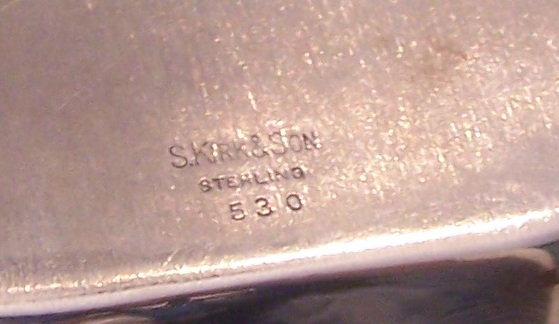 S. KIRK & SON
STERLING
530